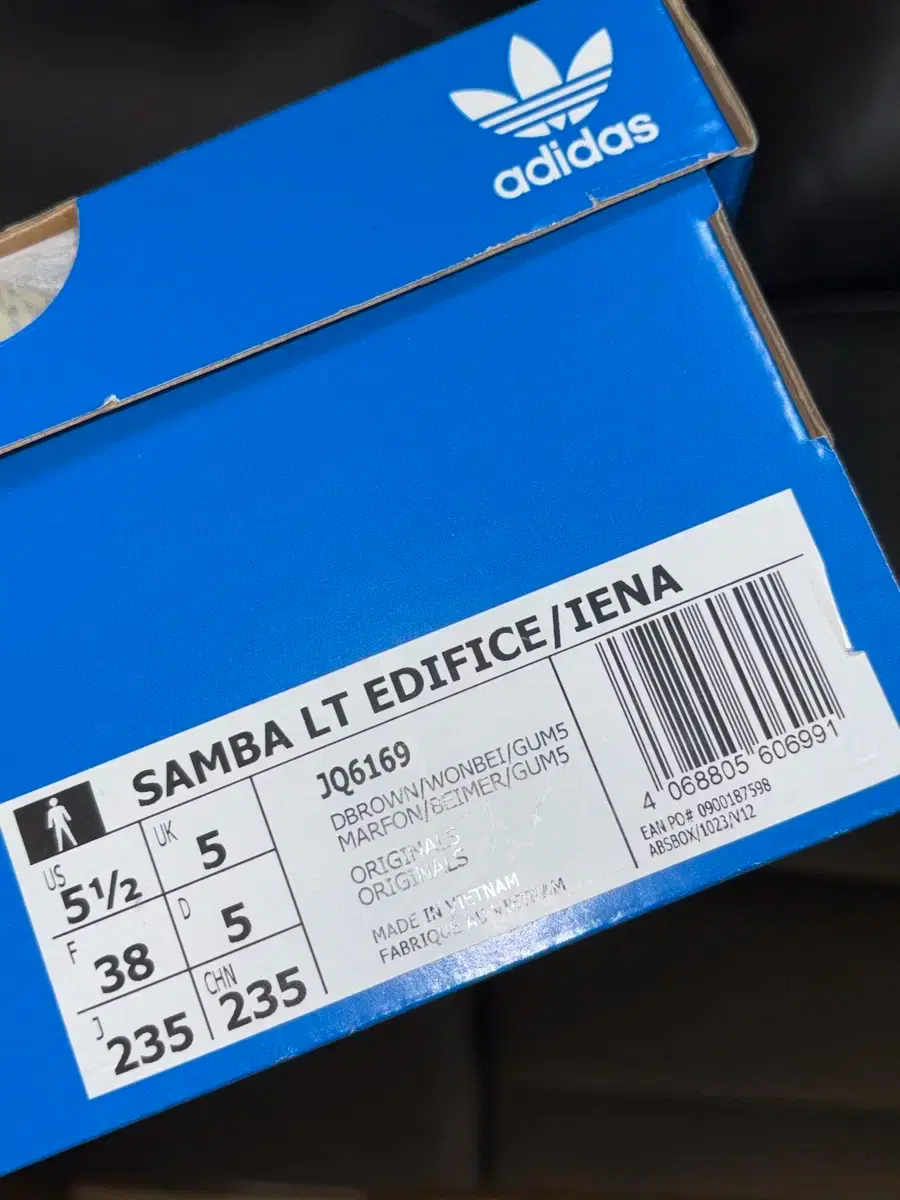 adidas
SAMBA LT EDIFICE/IENA
US
5½
UK
5
F
38
D
5
J
235
CHN
235
JQ6169
DBROWN/WONBEI/GUM5
MARFON/BEIMER/GUM5
ORIGINALS
ORIGINALS
MADE IN VIETNAM
FABRIQUÉ AU VIETNAM
4 068805 606991
EAN PO# 0900187598
ABSBOX/1023/V12